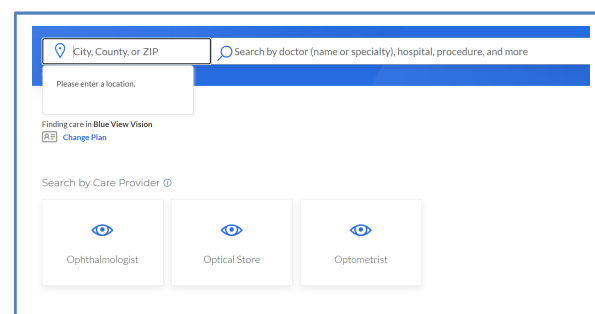 City, County, or ZIP
Search by doctor (name or specialty), hospital, procedure, and more
Please enter a location.
Finding care in Blue View Vision
Change Plan
Search by Care Provider
Ophthalmologist
Optical Store
Optometrist